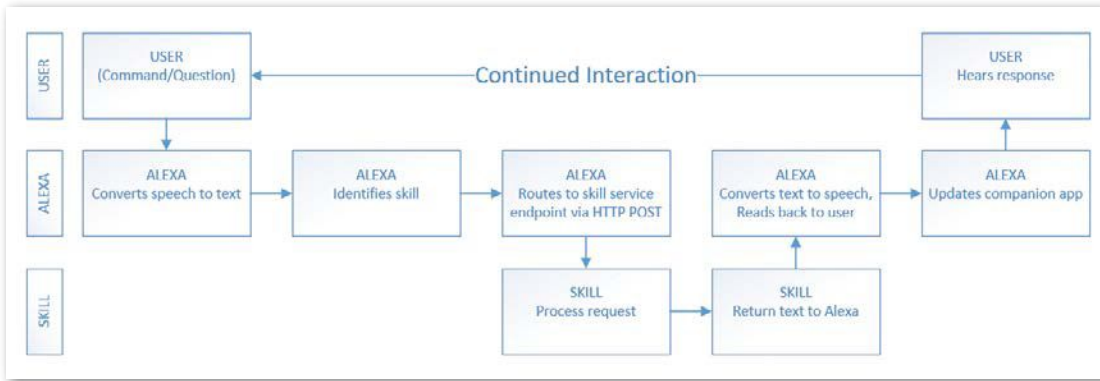 USER
USER
(Command/Question)
Continued Interaction
USER
Hears response
ALEXA
ALEXA
Converts speech to text
ALEXA
Identifies skill
ALEXA
Routes to skill service
endpoint via HTTP POST
ALEXA
Converts text to speech,
Reads back to user
ALEXA
Updates companion app
SKILL
SKILL
Process request
SKILL
Return text to Alexa